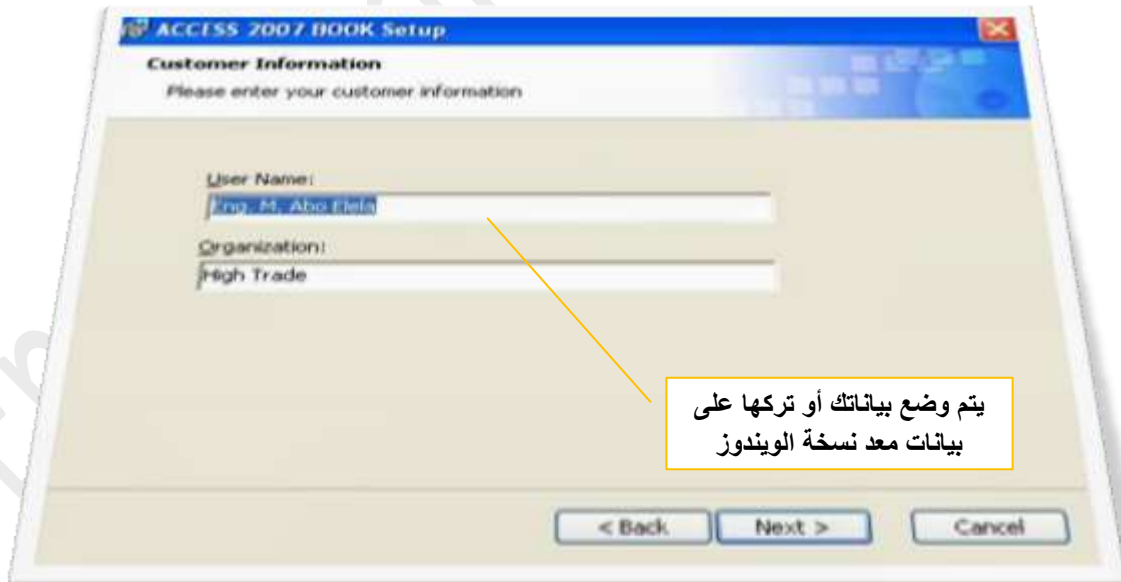 ACCESS 2007 BOOK Setup
Customer Information
Please enter your customer information
User Name:
Eng. M. Abo Elela
Organization:
High Trade
يتم وضع بياناتك أو تركها على
بيانات معد نسخة الويندوز
< Back
Next >
Cancel